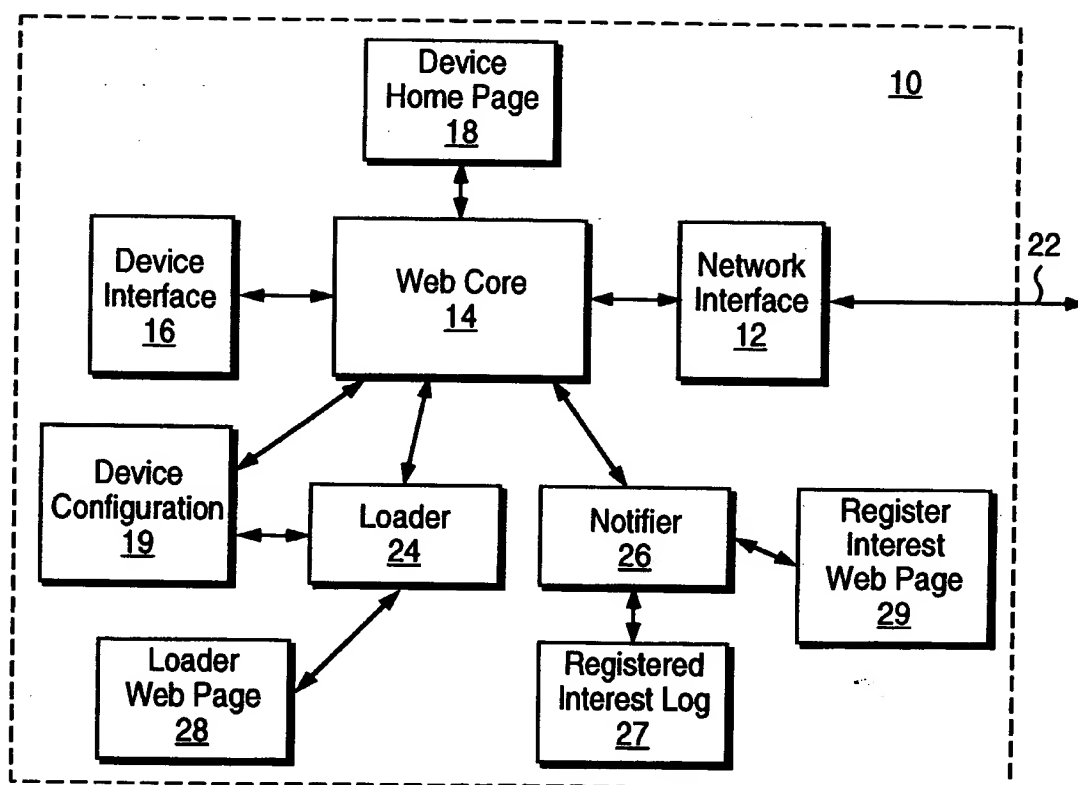 Device
Home Page
18
10
Device
Interface
16
Web Core
14
Network
Interface
12
22
Device
Configuration
19
Loader
24
Notifier
26
Register
Interest
Web Page
29
Loader
Web Page
28
Registered
Interest Log
27